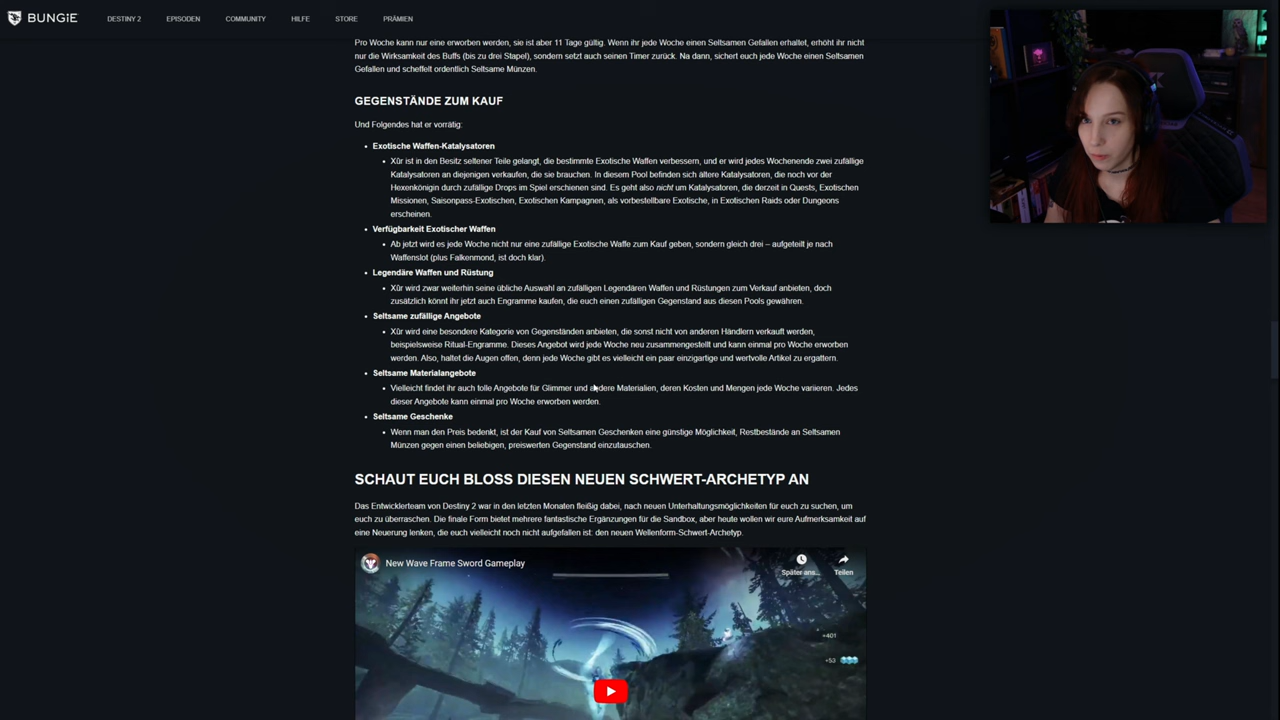 BUNGiE
DESTINY 2
EPISODEN
COMMUNITY
HILFE
STORE
PRÄMIEN
Pro Woche kann nur eine erworben werden, sie ist aber 11 Tage gültig. Wenn ihr jede Woche einen Seltsamen Gefallen erhaltet, erhöht ihr nicht
nur die Wirksamkeit des Buffs (bis zu drei Stapel), sondern setzt auch seinen Timer zurück. Na dann, sichert euch jede Woche einen Seltsamen
Gefallen und scheffelt ordentlich Seltsame Münzen.
GEGENSTÄNDE ZUM KAUF
Und Folgendes hat er vorrätig:
Exotische Waffen-Katalysatoren
Xûr ist in den Besitz seltener Teile gelangt, die bestimmte Exotische Waffen verbessern, und er wird jedes Wochenende zwei zufällige
Katalysatoren an diejenigen verkaufen, die sie brauchen. In diesem Pool befinden sich ältere Katalysatoren, die noch vor der
Hexenkönigin durch zufällige Drops im Spiel erschienen sind. Es geht also nicht um Katalysatoren, die derzeit in Quests, Exotischen
Missionen, Saisonpass-Exotischen, Exotischen Kampagnen, als vorbestellbare Exotische, in Exotischen Raids oder Dungeons
erscheinen.
Verfügbarkeit Exotischer Waffen
Ab jetzt wird es jede Woche nicht nur eine zufällige Exotische Waffe zum Kauf geben, sondern gleich drei – aufgeteilt je nach
Waffenslot (plus Falkenmond, ist doch klar).
Legendäre Waffen und Rüstung
Xûr wird zwar weiterhin seine übliche Auswahl an zufälligen Legendären Waffen und Rüstungen zum Verkauf anbieten, doch
zusätzlich könnt ihr jetzt auch Engramme kaufen, die euch einen zufälligen Gegenstand aus diesen Pools gewähren.
Seltsame zufällige Angebote
Xûr wird eine besondere Kategorie von Gegenständen anbieten, die sonst nicht von anderen Händlern verkauft werden,
beispielsweise Ritual-Engramme. Dieses Angebot wird jede Woche neu zusammengestellt und kann einmal pro Woche erworben
werden. Also, haltet die Augen offen, denn jede Woche gibt es vielleicht ein paar einzigartige und wertvolle Artikel zu ergattern.
Seltsame Materialangebote
Vielleicht findet ihr auch tolle Angebote für Glimmer und andere Materialien, deren Kosten und Mengen jede Woche variieren. Jedes
dieser Angebote kann einmal pro Woche erworben werden.
Seltsame Geschenke
Wenn man den Preis bedenkt, ist der Kauf von Seltsamen Geschenken eine günstige Möglichkeit, Restbestände an Seltsamen
Münzen gegen einen beliebigen, preiswerten Gegenstand einzutauschen.
SCHAUT EUCH BLOSS DIESEN NEUEN SCHWERT-ARCHETYP AN
Das Entwicklerteam von Destiny 2 war in den letzten Monaten fleißig dabei, nach neuen Unterhaltungsmöglichkeiten für euch zu suchen, um
euch zu überraschen. Die finale Form bietet mehrere fantastische Ergänzungen für die Sandbox, aber heute wollen wir eure Aufmerksamkeit auf
eine Neuerung lenken, die euch vielleicht noch nicht aufgefallen ist: den neuen Wellenform-Schwert-Archetyp.
New Wave Frame Sword Gameplay
Später ans...
Teilen
+401
+53